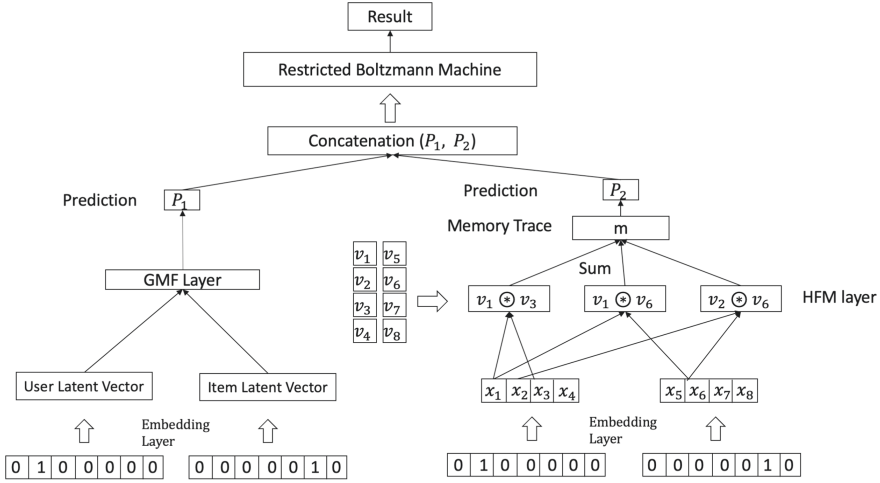 Result
Restricted Boltzmann Machine
Concatenation (P₁, P₂)
Prediction
P₁
Prediction
P₂
Memory Trace
m
GMF Layer
v₁ v₅
v₂ v₆
v₃ v₇
v₄ v₈
Sum
v₁ ⊛ v₃
v₁ ⊛ v₆
v₂ ⊛ v₆
HFM layer
User Latent Vector
Item Latent Vector
x₁ x₂ x₃ x₄
x₅ x₆ x₇ x₈
Embedding
Layer
Embedding
Layer
0 1 0 0 0 0 0
0 0 0 0 0 1 0
0 1 0 0 0 0 0
0 0 0 0 0 1 0